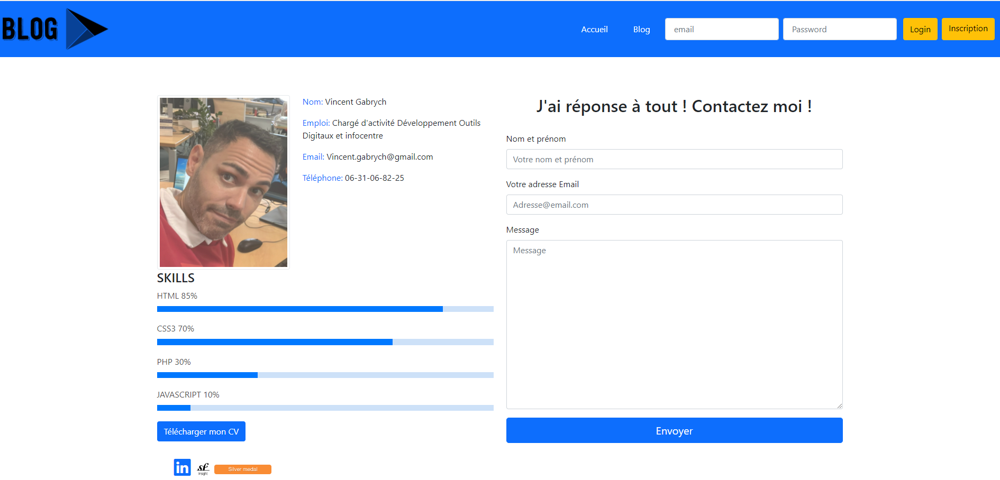 BLOG
Accueil
Blog
email
Password
Login
Inscription
Nom: Vincent Gabrych
Emploi: Chargé d'activité Développement Outils
Digitaux et infocentre
Email: Vincent.gabrych@gmail.com
Téléphone: 06-31-06-82-25
SKILLS
HTML 85%
CSS3 70%
PHP 30%
JAVASCRIPT 10%
Télécharger mon CV
in
sf
insight
Silver medal
J'ai réponse à tout ! Contactez moi !
Nom et prénom
Votre nom et prénom
Votre adresse Email
Adresse@email.com
Message
Message
Envoyer